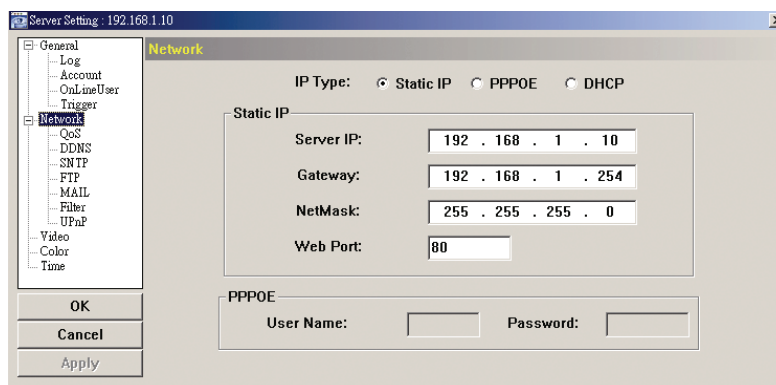 Server Setting : 192.168.1.10
General
Log
Account
OnLineUser
Trigger
Network
QoS
DDNS
SNTP
FTP
MAIL
Filter
UPnP
Video
Color
Time
OK
Cancel
Apply
Network
IP Type: Static IP PPPOE DHCP
Static IP
Server IP: 192 . 168 . 1 . 10
Gateway: 192 . 168 . 1 . 254
NetMask: 255 . 255 . 255 . 0
Web Port: 80
PPPOE
User Name: Password: